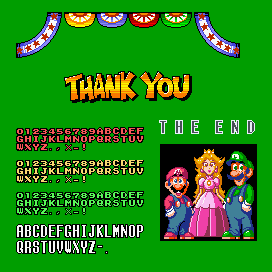 THANK YOU
THE END
0123456789ABCDEF
GHIJKLMNOPQRSTUV
WXYZ.,※-!
0123456789ABCDEF
GHIJKLMNOPQRSTUV
WXYZ.,※-!
0123456789ABCDEF
GHIJKLMNOPQRSTUV
WXYZ.,※-!
ABCDEFGHIJKLMNOP
QRSTUVWXYZ-.